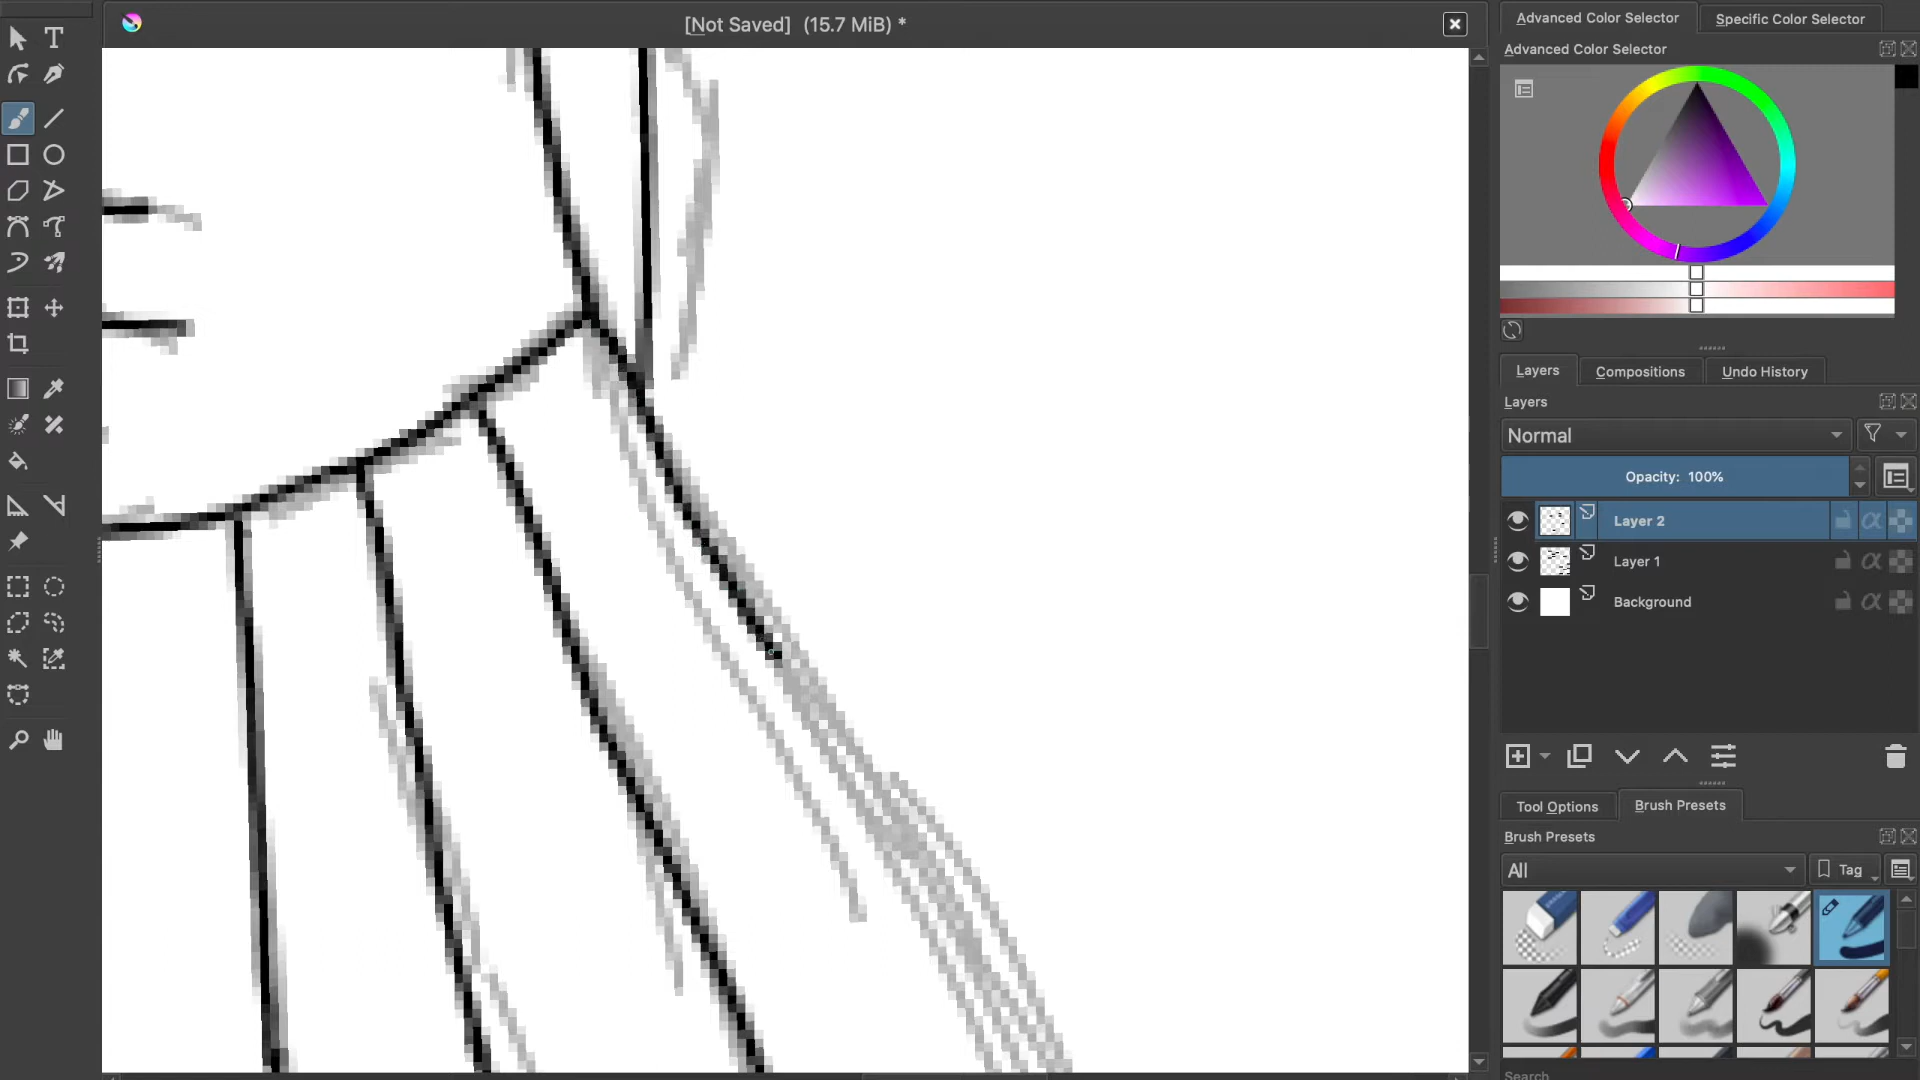 [Not Saved] (15.7 MiB) *
Advanced Color Selector
Specific Color Selector
Advanced Color Selector
Layers
Compositions
Undo History
Layers
Normal
Opacity: 100%
Layer 2
Layer 1
Background
Tool Options
Brush Presets
Brush Presets
All
Tag
Search